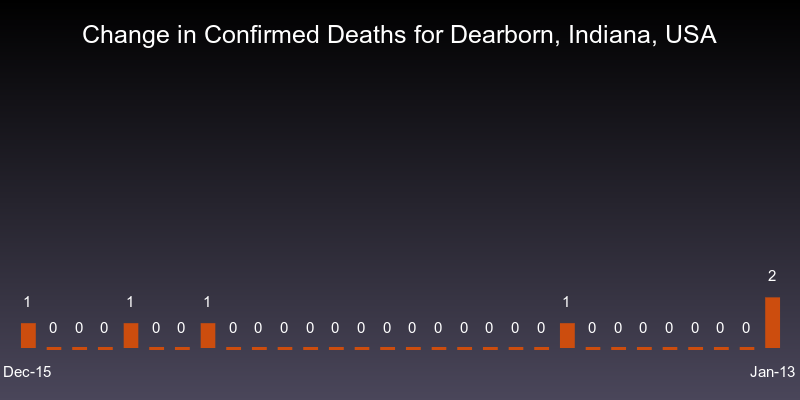 Change in Confirmed Deaths for Dearborn, Indiana, USA
2
1 1 1 1
0 0 0 0 0 0 0 0 0 0 0 0 0 0 0 0 0 0 0 0 0 0 0 0 0
Dec-15 Jan-13